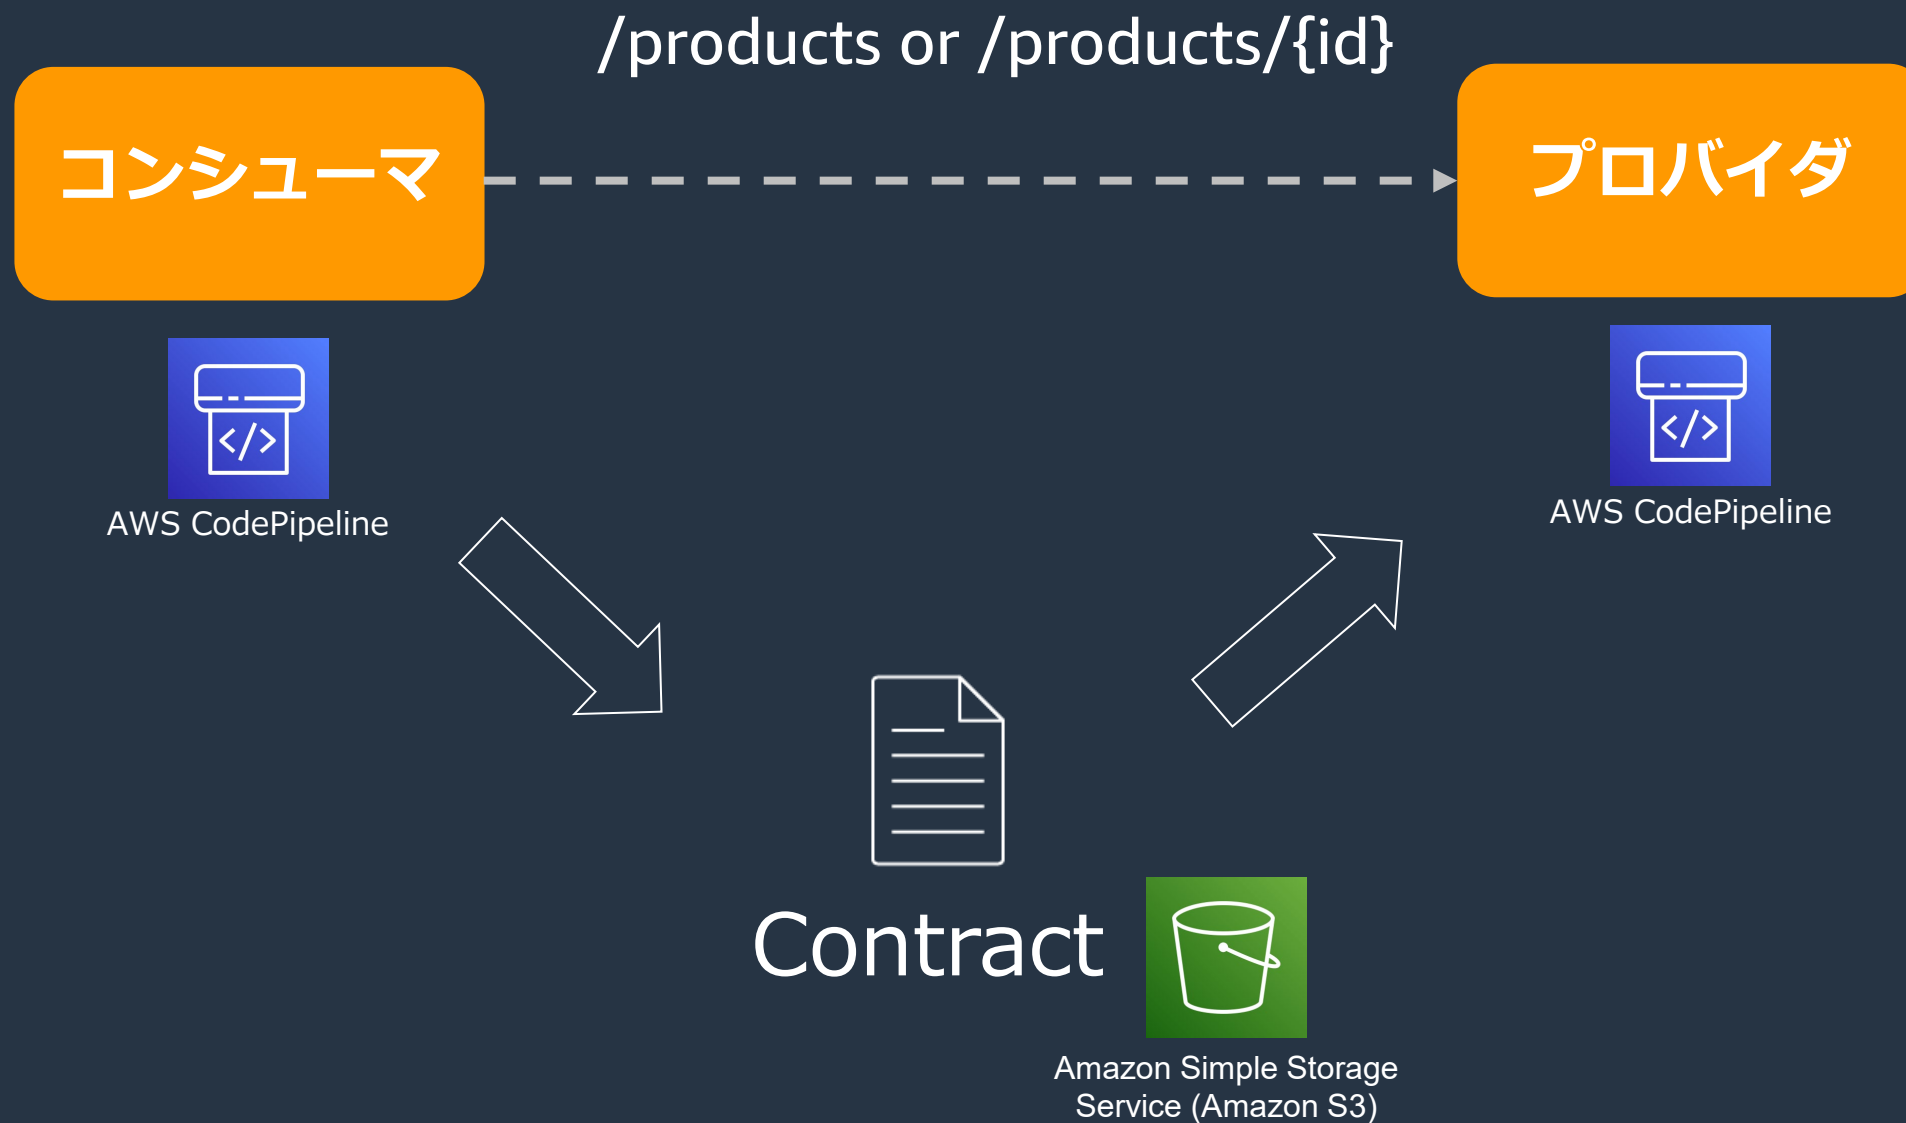 /products or /products/{id}
コンシューマ
プロバイダ
AWS CodePipeline
AWS CodePipeline
Contract
Amazon Simple Storage
Service (Amazon S3)